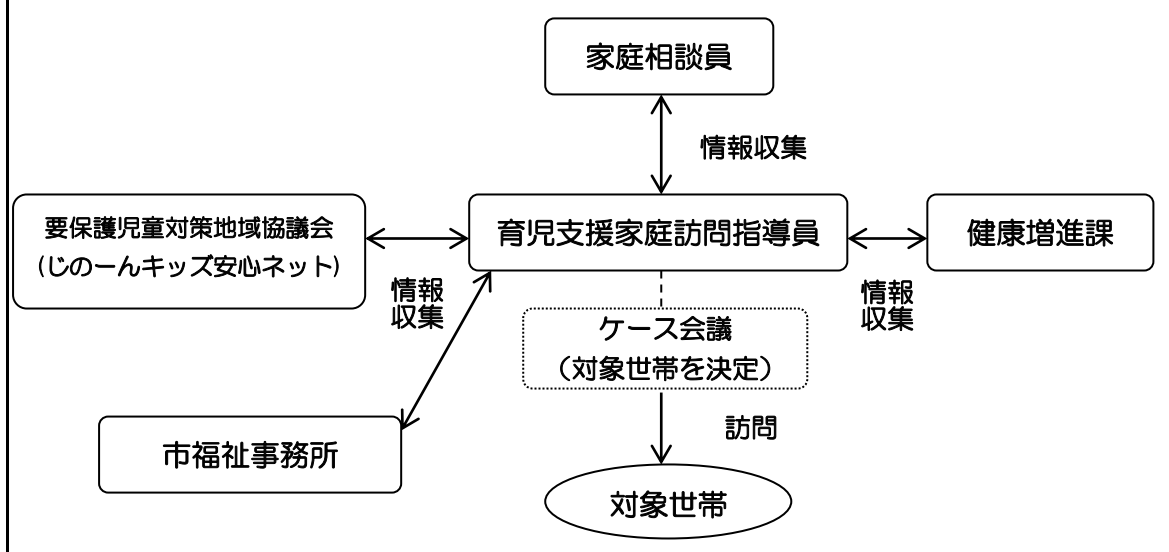 家庭相談員
情報収集
要保護児童対策地域協議会
(じのーんキッズ安心ネット)
育児支援家庭訪問指導員
健康増進課
情報
収集
情報
収集
ケース会議
（対象世帯を決定）
訪問
市福祉事務所
対象世帯